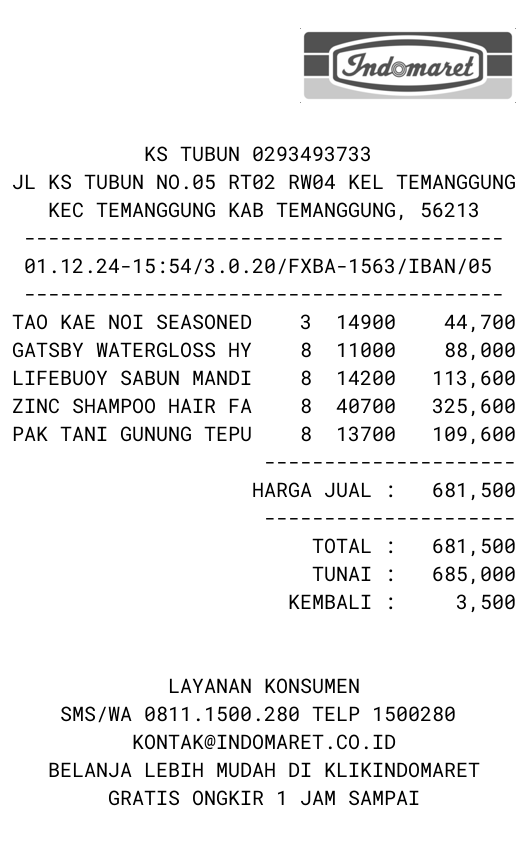 Indomaret
KS TUBUN 0293493733
JL KS TUBUN NO.05 RT02 RW04 KEL TEMANGGUNG
KEC TEMANGGUNG KAB TEMANGGUNG, 56213
----------------------------------------
01.12.24-15:54/3.0.20/FXBA-1563/IBAN/05
----------------------------------------
TAO KAE NOI SEASONED 3 14900 44,700
GATSBY WATERGLOSS HY 8 11000 88,000
LIFEBUOY SABUN MANDI 8 14200 113,600
ZINC SHAMPOO HAIR FA 8 40700 325,600
PAK TANI GUNUNG TEPU 8 13700 109,600
---------------------
HARGA JUAL : 681,500
---------------------
TOTAL : 681,500
TUNAI : 685,000
KEMBALI : 3,500
LAYANAN KONSUMEN
SMS/WA 0811.1500.280 TELP 1500280
KONTAK@INDOMARET.CO.ID
BELANJA LEBIH MUDAH DI KLIKINDOMARET
GRATIS ONGKIR 1 JAM SAMPAI